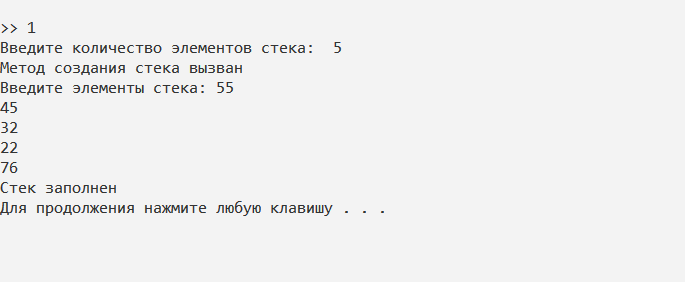 >> 1
Введите количество элементов стека:  5
Метод создания стека вызван
Введите элементы стека: 55
45
32
22
76
Стек заполнен
Для продолжения нажмите любую клавишу . . .